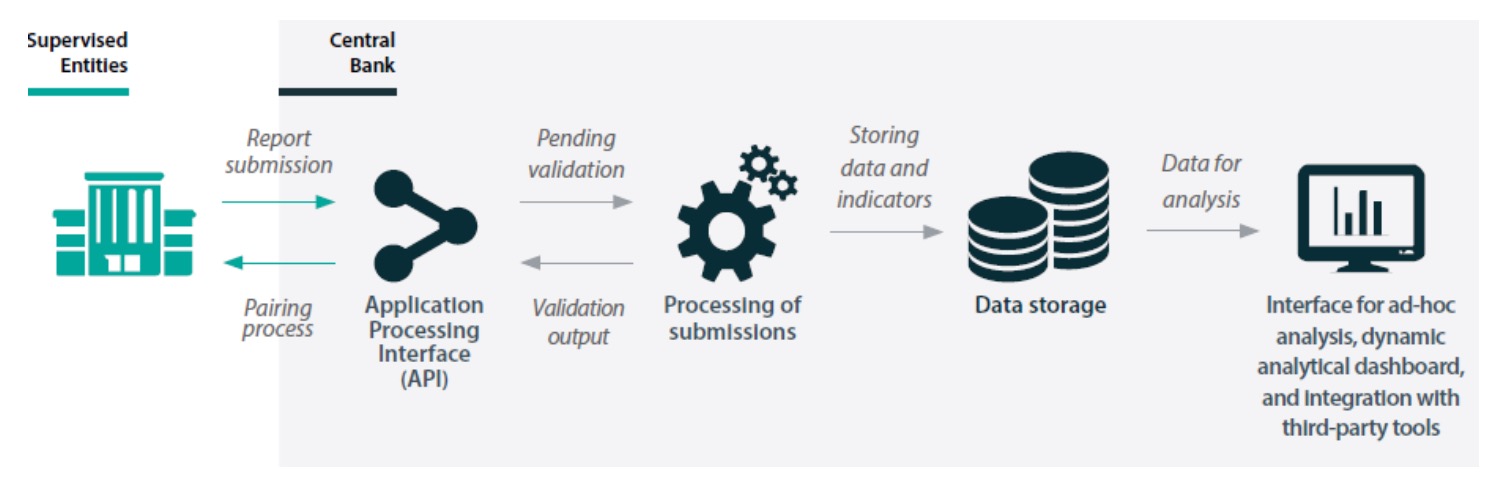 Supervised
Entities
Central
Bank
Report
submission
Pairing
process
Application
Processing
Interface
(API)
Pending
validation
Validation
output
Processing of
submissions
Storing
data and
indicators
Data storage
Data for
analysis
Interface for ad-hoc
analysis, dynamic
analytical dashboard,
and integration with
third-party tools